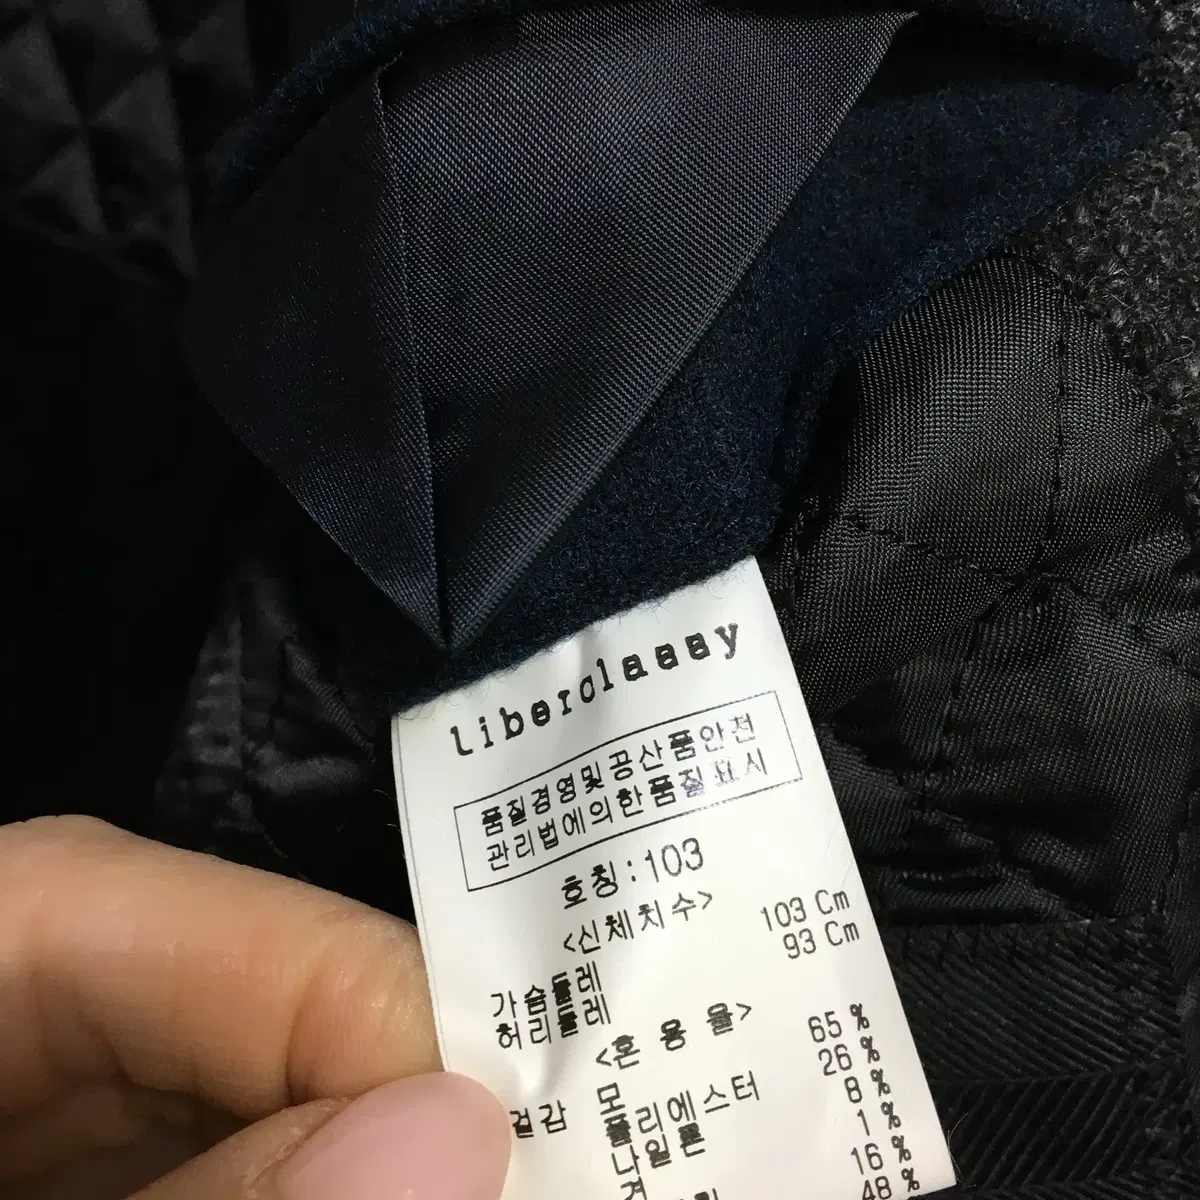 liberclassy
품질경영및공산품안전
관리법에의한품질표시
호칭:103
<신체치수>
가슴둘레 103 Cm
허리둘레 93 Cm
<혼 용 율>
겉감 모 65 %
폴리에스터 26 %
나일론 8 %
견 1 %
16 %
48 %